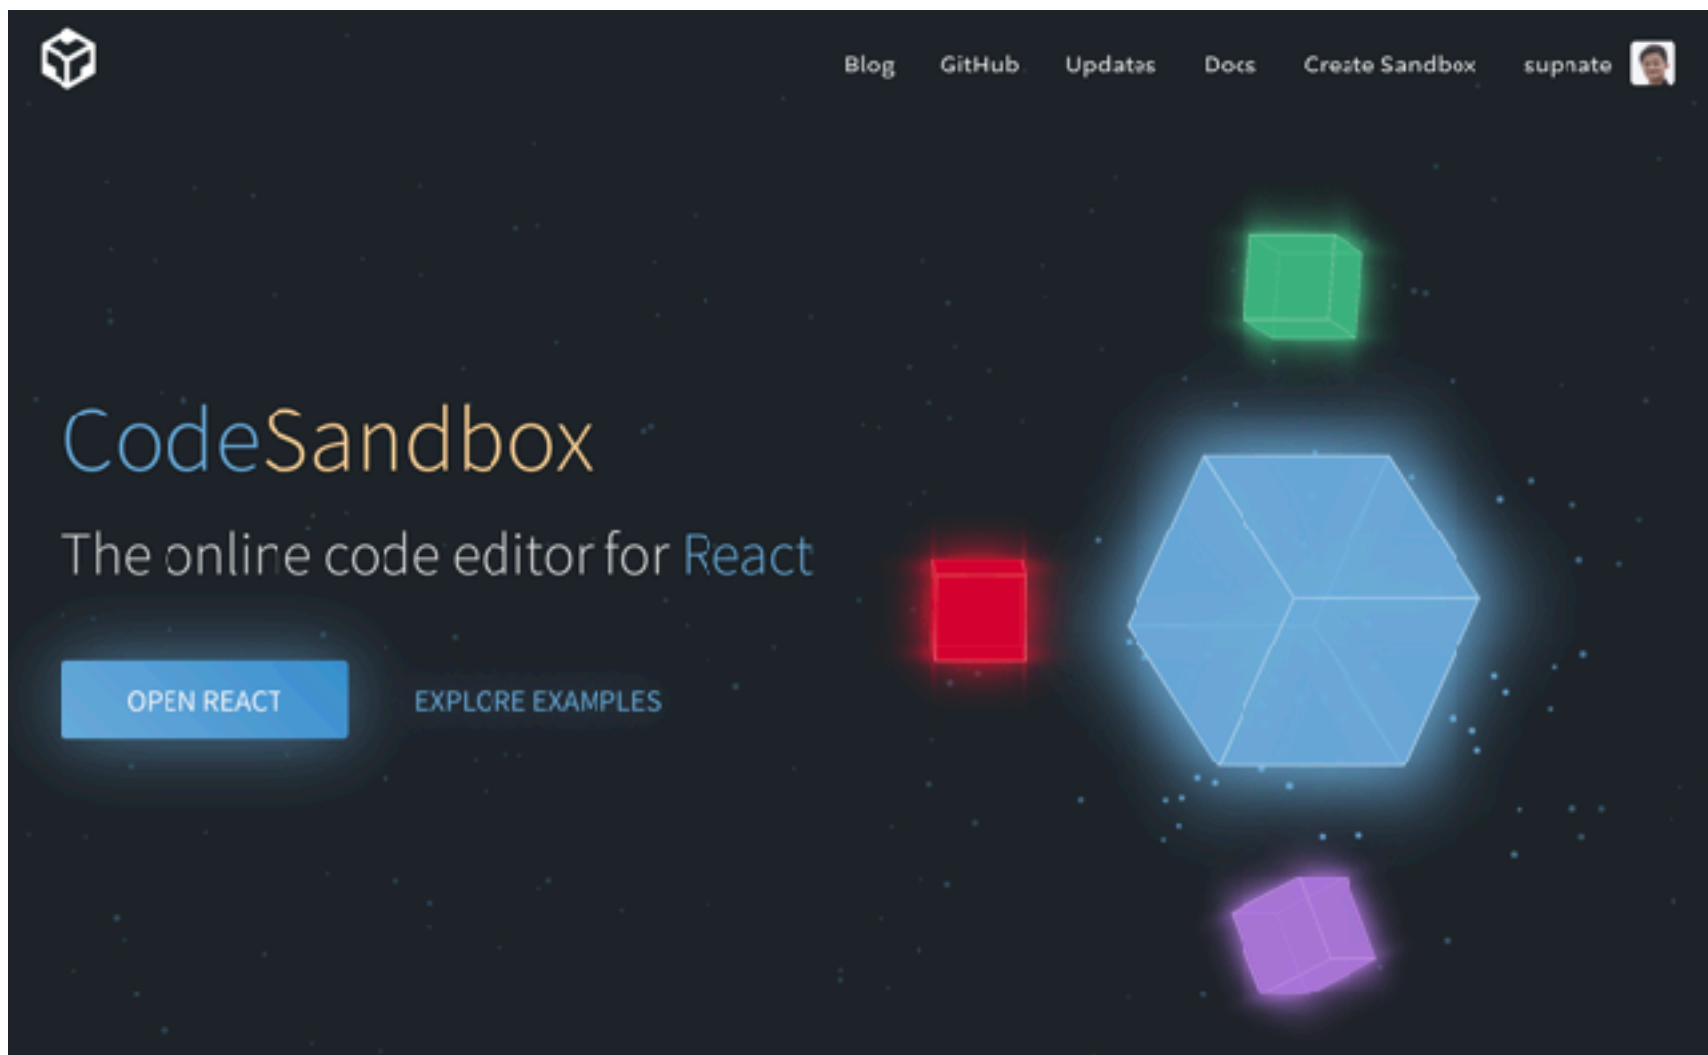 Blog GitHub Updates Docs Create Sandbox supnate
CodeSandbox
The online code editor for React
OPEN REACT EXPLORE EXAMPLES